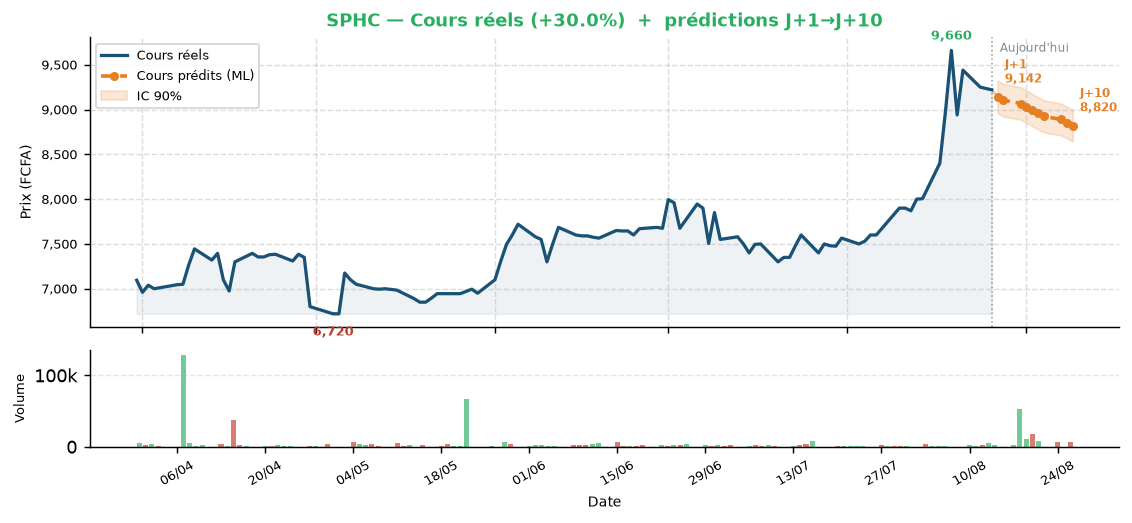 SPHC — Cours réels (+30.0%)  +  prédictions J+1→J+10
Cours réels
Cours prédits (ML)
IC 90%
9,660
Aujourd'hui
J+1
9,142
J+10
8,820
6,720
Prix (FCFA)
9,500
9,000
8,500
8,000
7,500
7,000
Volume
100k
0
06/04
20/04
04/05
18/05
01/06
15/06
29/06
13/07
27/07
10/08
24/08
Date